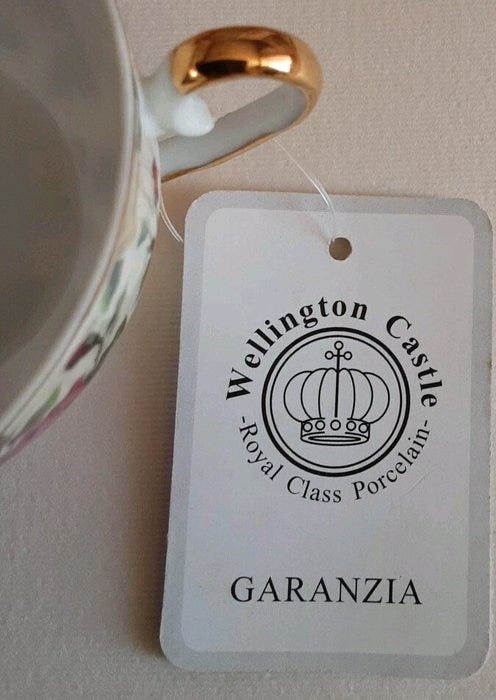 Wellington Castle
-Royal Class Porcelain-
GARANZIA